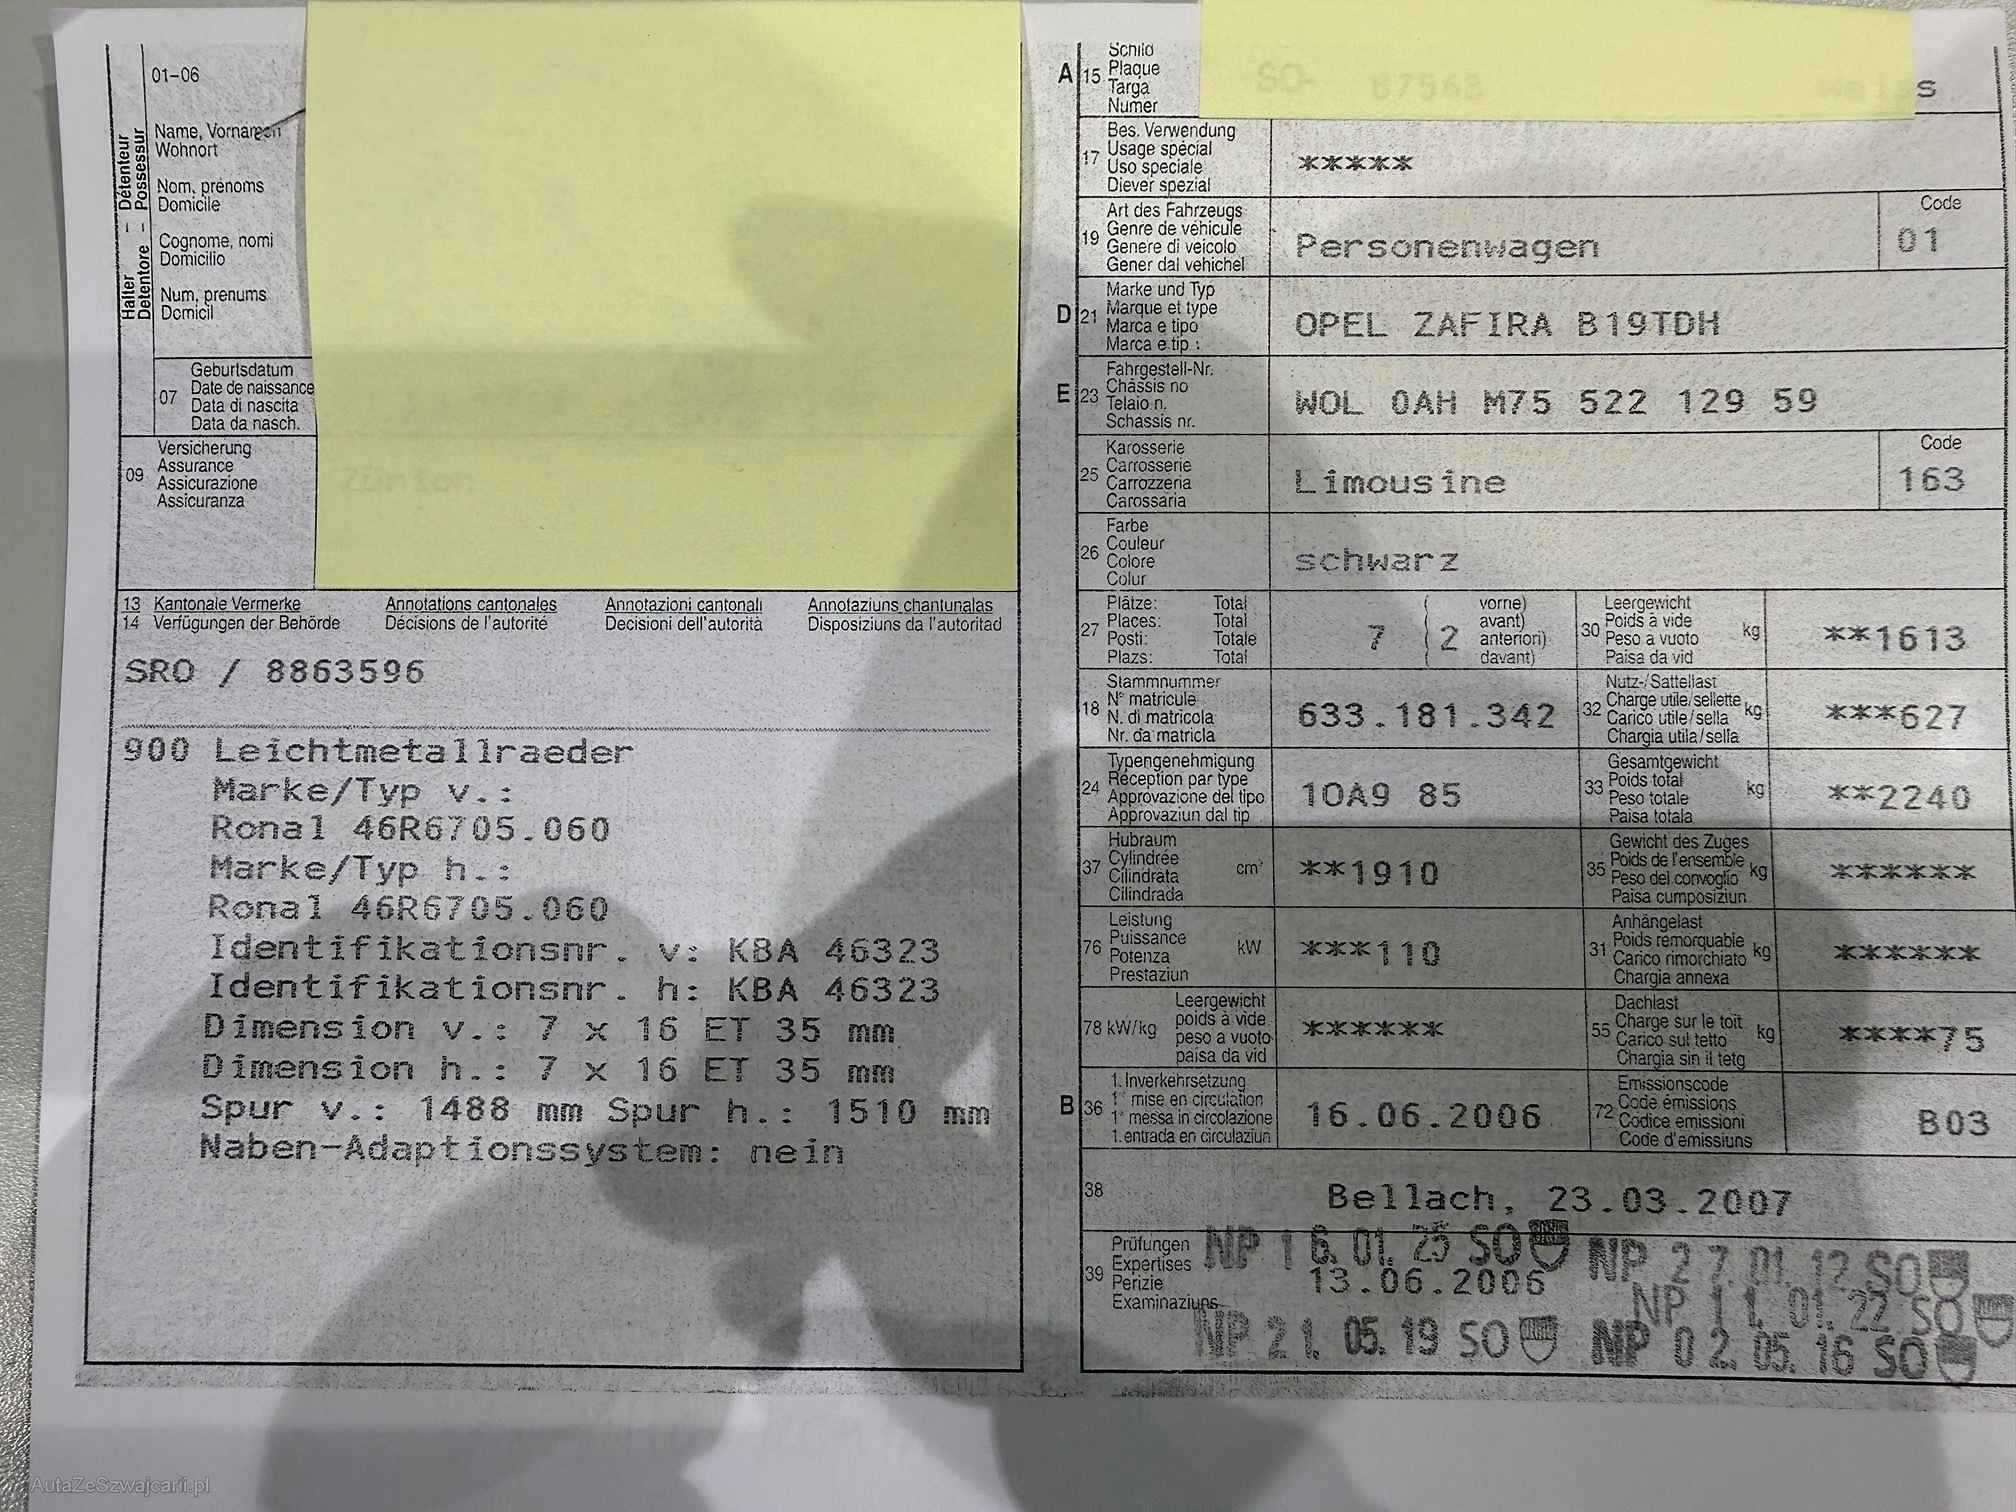 01-06
Halter – Détenteur
Detentore – Possessur
Name, Vornamen
Wohnort
Nom, prénoms
Domicile
Cognome, nomi
Domicilio
Num, prenums
Domicil
07
Geburtsdatum
Date de naissance
Data di nascita
Data da nasch.
09
Versicherung
Assurance
Assicurazione
Assicuranza
Zürich
13 Kantonale Vermerke Annotations cantonales Annotazioni cantonali Annotaziuns chantunalas
14 Verfügungen der Behörde Décisions de l'autorité Decisioni dell'autorità Disposiziuns da l'autoritad
SRO / 8863596
900 Leichtmetallraeder
Marke/Typ v.:
Ronal 46R6705.060
Marke/Typ h.:
Ronal 46R6705.060
Identifikationsnr. v: KBA 46323
Identifikationsnr. h: KBA 46323
Dimension v.: 7 x 16 ET 35 mm
Dimension h.: 7 x 16 ET 35 mm
Spur v.: 1488 mm Spur h.: 1510 mm
Naben-Adaptionssystem: nein
A 15
Schild
Plaque
Targa
Numer
SO-
17
Bes. Verwendung
Usage spécial
Uso speciale
Diever spezial
*****
19
Art des Fahrzeugs
Genre de véhicule
Genere di veicolo
Gener dal vehichel
Personenwagen
Code
01
D 21
Marke und Typ
Marque et type
Marca e tipo
Marca e tip
OPEL ZAFIRA B19TDH
E 23
Fahrgestell-Nr.
Châssis no
Telaio n.
Schassis nr.
WOL 0AH M75 522 129 59
25
Karosserie
Carrosserie
Carrozzeria
Carossaria
Limousine
Code
163
26
Farbe
Couleur
Colore
Colur
schwarz
27
Plätze: Total
Places: Total
Posti: Totale
Plazs: Total
7 ( 2
vorne)
avant)
anteriori)
davant)
30
Leergewicht
Poids à vide
Peso a vuoto
Paisa da vid
kg
**1613
18
Stammnummer
N° matricule
N. di matricola
Nr. da matricla
633.181.342
32
Nutz-/Sattellast
Charge utile/sellette
Carico utile/sella
Chargia utila/sella
kg
***627
24
Typengenehmigung
Réception par type
Approvazione del tipo
Approvaziun dal tip
1OA9 85
33
Gesamtgewicht
Poids total
Peso totale
Paisa totala
kg
**2240
37
Hubraum
Cylindrée
Cilindrata
Cilindrada
cm³
**1910
35
Gewicht des Zuges
Poids de l'ensemble
Peso del convoglio
Paisa cumposiziun
kg
******
76
Leistung
Puissance
Potenza
Prestaziun
kW
***110
31
Anhängelast
Poids remorquable
Carico rimorchiato
Chargia annexa
kg
******
78 kW/kg
Leergewicht
poids à vide
peso a vuoto
paisa da vid
******
55
Dachlast
Charge sur le toit
Carico sul tetto
Chargia sin il tetg
kg
****75
B 36
1. Inverkehrsetzung
1ʳᵉ mise en circulation
1ª messa in circolazione
1. entrada en circulaziun
16.06.2006
72
Emissionscode
Code émissions
Codice emissioni
Code d'emissiuns
B03
38
Bellach, 23.03.2007
39
Prüfungen
Expertises
Perizie
Examinaziuns
NP 16.01.25 SO
13.06.2006
NP 27.01.12 SO
NP 11.01.22 SO
NP 21.05.19 SO
NP 02.05.16 SO
AutaZeSzwajcarii.pl